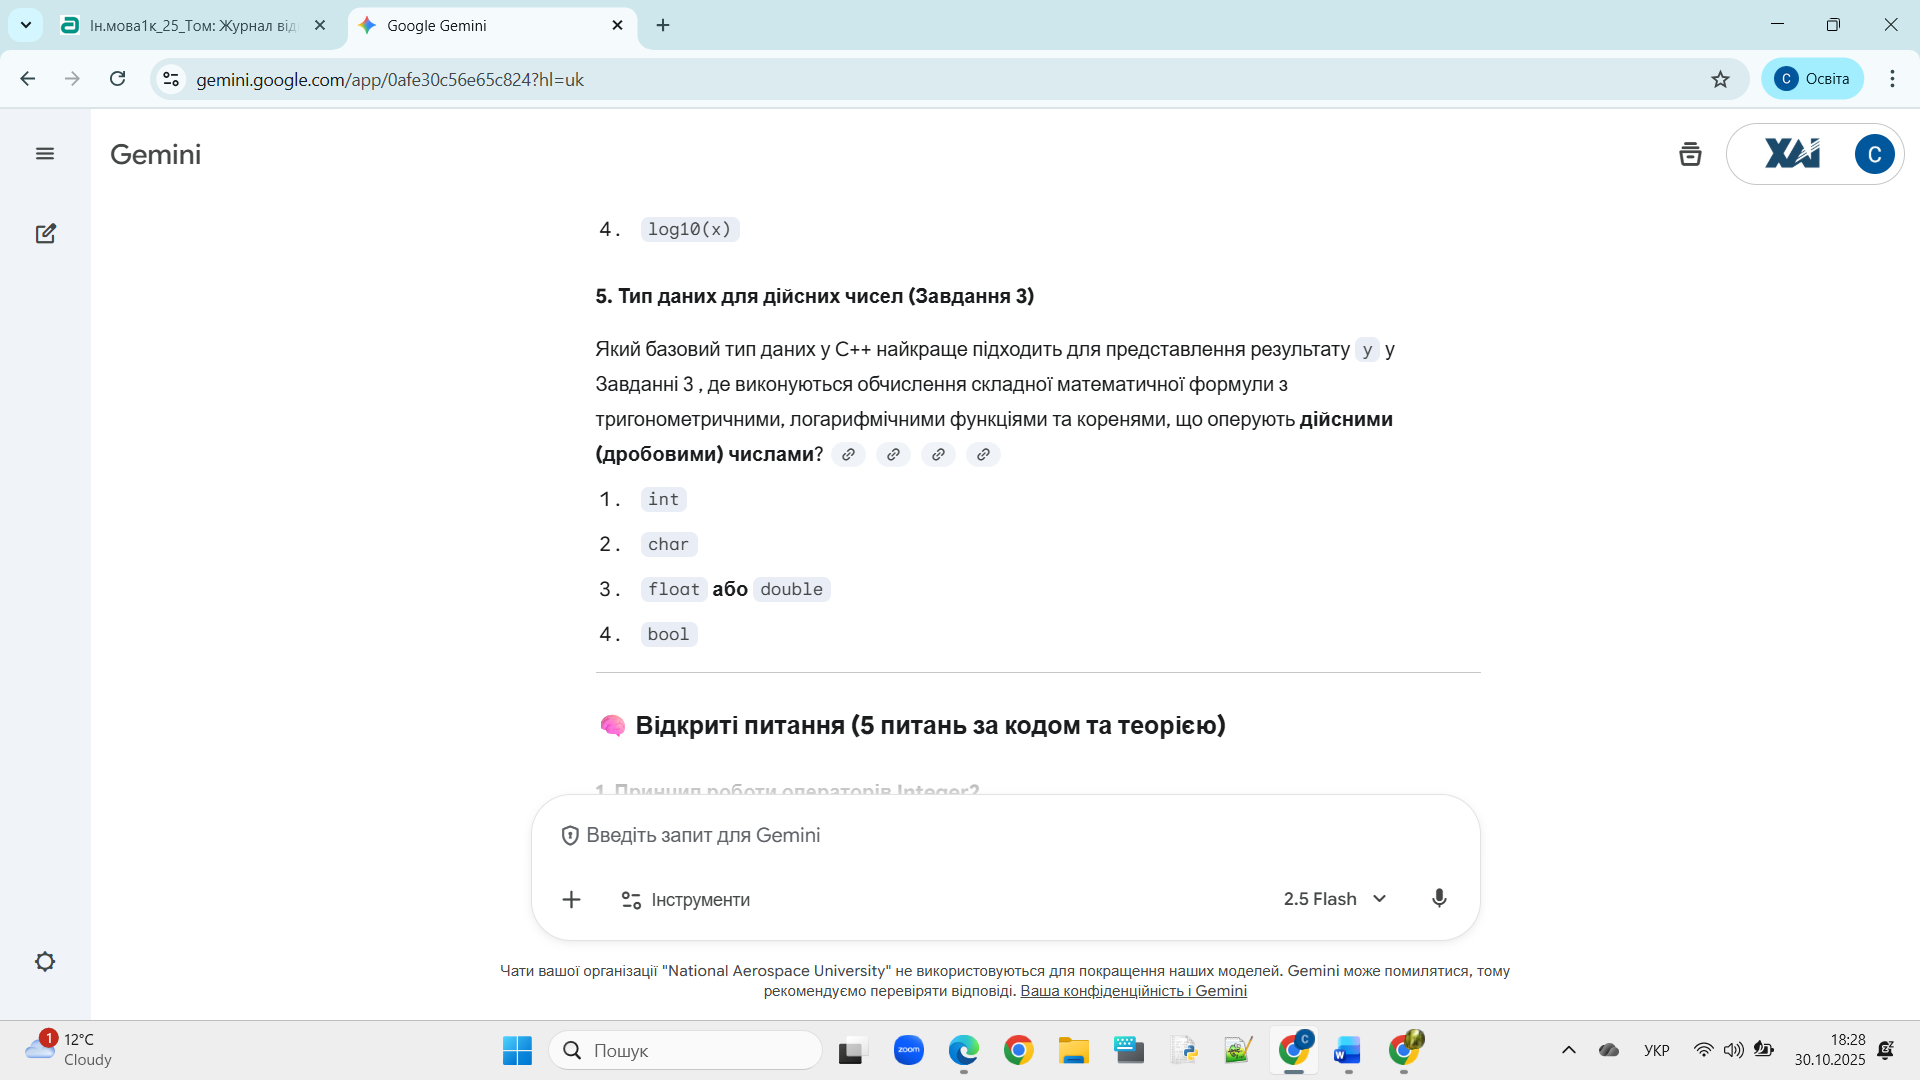 Ін.мова1к_25_Том: Журнал від
Google Gemini
gemini.google.com/app/0afe30c56e65c824?hl=uk
С
Освіта
Gemini
XAI
С
4. log10(x)
5. Тип даних для дійсних чисел (Завдання 3)
Який базовий тип даних у C++ найкраще підходить для представлення результату y у
Завданні 3 , де виконуються обчислення складної математичної формули з
тригонометричними, логарифмічними функціями та коренями, що оперують дійсними
(дробовими) числами?
1. int
2. char
3. float або double
4. bool
🧠 Відкриті питання (5 питань за кодом та теорією)
1. Принцип роботи операторів Integer?
Введіть запит для Gemini
Інструменти
2.5 Flash
Чати вашої організації "National Aerospace University" не використовуються для покращення наших моделей. Gemini може помилятися, тому
рекомендуємо перевіряти відповіді. Ваша конфіденційність і Gemini
1
12°C
Cloudy
Пошук
zoom
C
W
УКР
18:28
30.10.2025